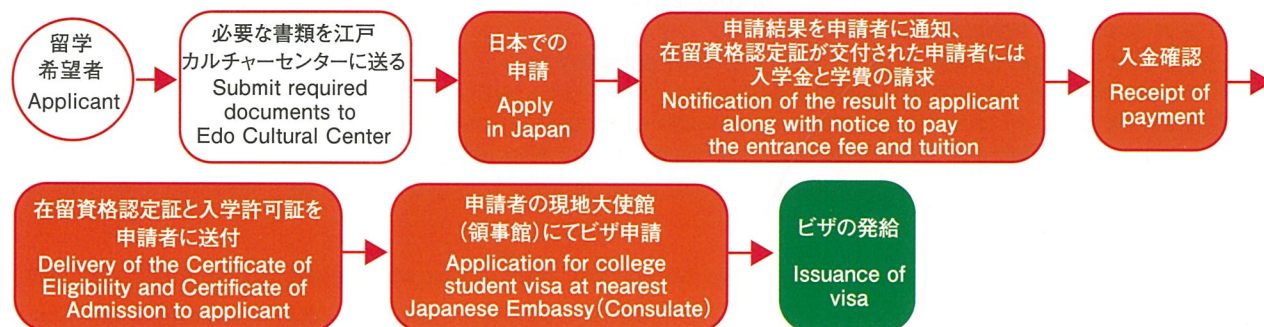 留学
希望者
Applicant
必要な書類を江戸
カルチャーセンターに送る
Submit required
documents to
Edo Cultural Center
日本での
申請
Apply
in Japan
申請結果を申請者に通知、
在留資格認定証が交付された申請者には
入学金と学費の請求
Notification of the result to applicant
along with notice to pay
the entrance fee and tuition
入金確認
Receipt of
payment
在留資格認定証と入学許可証を
申請者に送付
Delivery of the Certificate of
Eligibility and Certificate of
Admission to applicant
申請者の現地大使館
(領事館)にてビザ申請
Application for college
student visa at nearest
Japanese Embassy(Consulate)
ビザの発給
Issuance of
visa